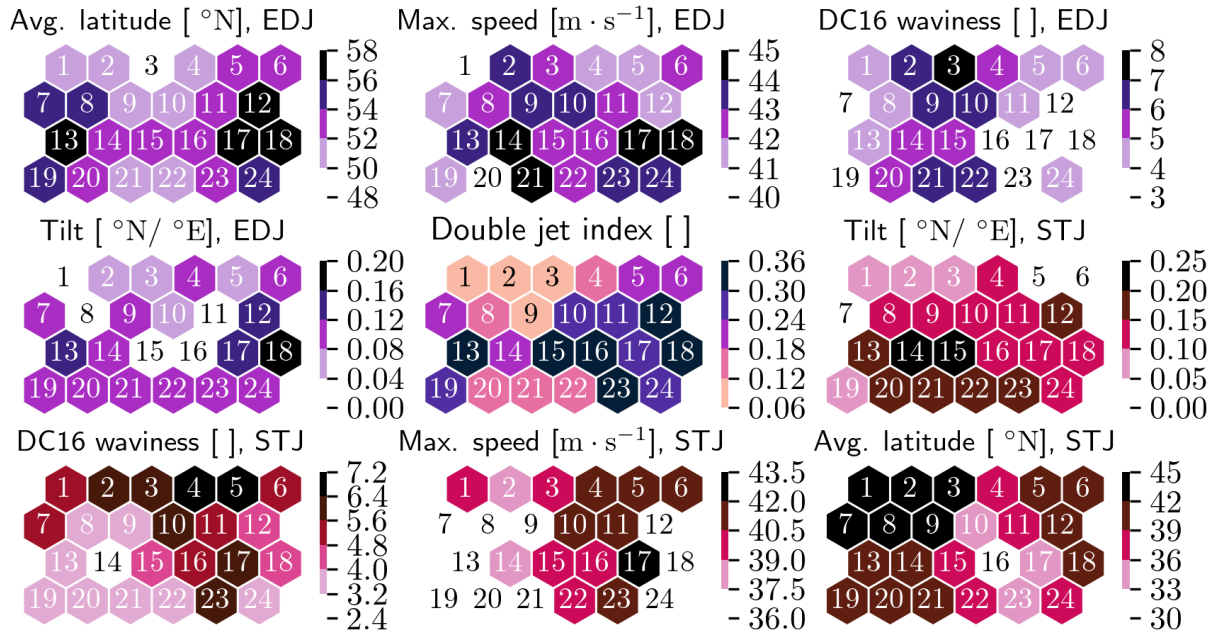 Avg. latitude [ °N], EDJ
1 2 3 4 5 6
7 8 9 10 11 12
13 14 15 16 17 18
19 20 21 22 23 24
58
56
54
52
50
48
Max. speed [m · s⁻¹], EDJ
1 2 3 4 5 6
7 8 9 10 11 12
13 14 15 16 17 18
19 20 21 22 23 24
45
44
43
42
41
40
DC16 waviness [ ], EDJ
1 2 3 4 5 6
7 8 9 10 11 12
13 14 15 16 17 18
19 20 21 22 23 24
8
7
6
5
4
3
Tilt [ °N/ °E], EDJ
1 2 3 4 5 6
7 8 9 10 11 12
13 14 15 16 17 18
19 20 21 22 23 24
0.20
0.16
0.12
0.08
0.04
0.00
Double jet index [ ]
1 2 3 4 5 6
7 8 9 10 11 12
13 14 15 16 17 18
19 20 21 22 23 24
0.36
0.30
0.24
0.18
0.12
0.06
Tilt [ °N/ °E], STJ
1 2 3 4 5 6
7 8 9 10 11 12
13 14 15 16 17 18
19 20 21 22 23 24
0.25
0.20
0.15
0.10
0.05
0.00
DC16 waviness [ ], STJ
1 2 3 4 5 6
7 8 9 10 11 12
13 14 15 16 17 18
19 20 21 22 23 24
7.2
6.4
5.6
4.8
4.0
3.2
2.4
Max. speed [m · s⁻¹], STJ
1 2 3 4 5 6
7 8 9 10 11 12
13 14 15 16 17 18
19 20 21 22 23 24
43.5
42.0
40.5
39.0
37.5
36.0
Avg. latitude [ °N], STJ
1 2 3 4 5 6
7 8 9 10 11 12
13 14 15 16 17 18
19 20 21 22 23 24
45
42
39
36
33
30